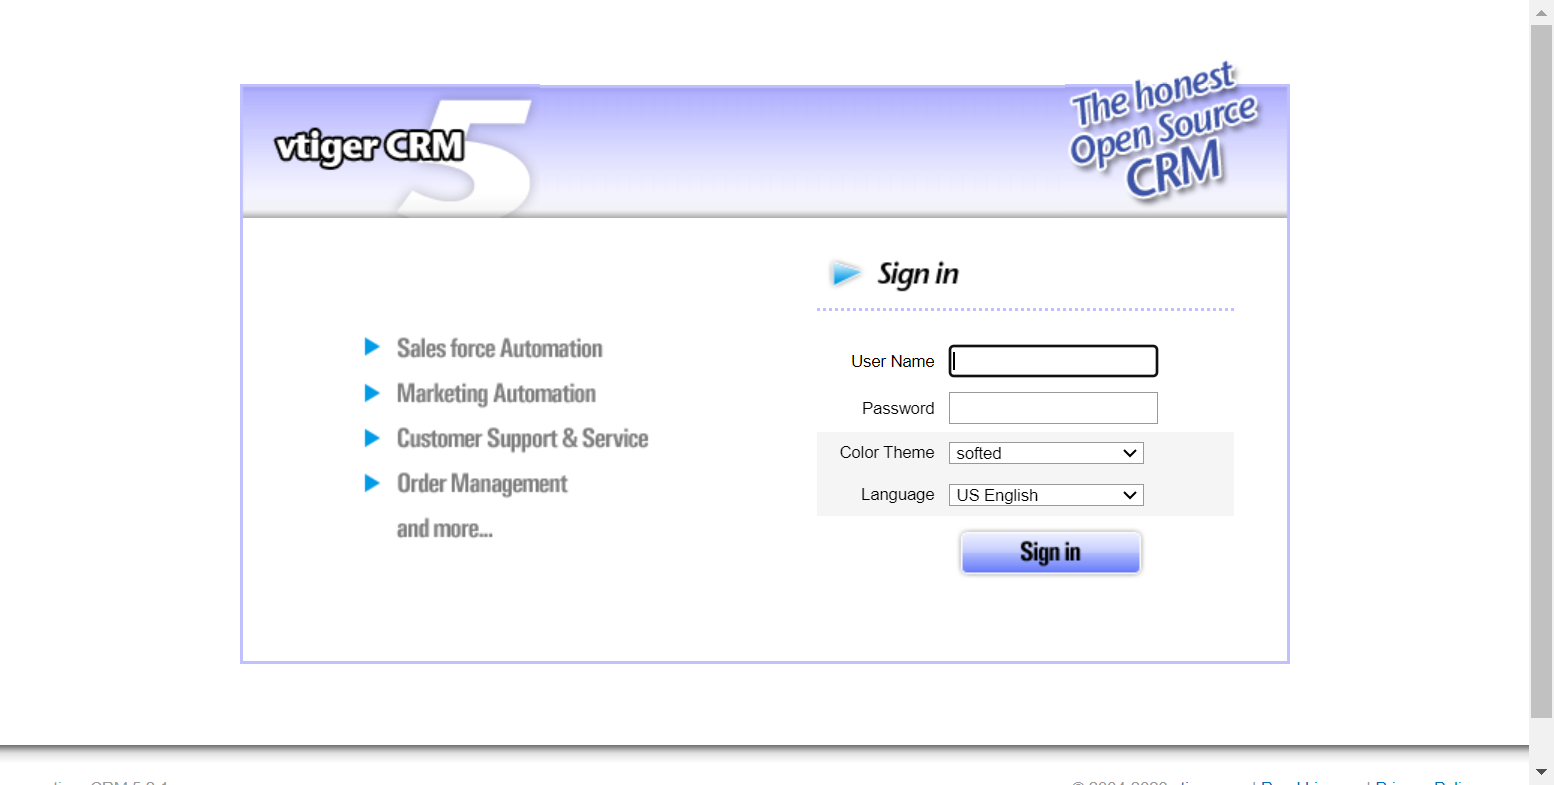 vtiger CRM 5
The honest
Open Source
CRM
Sign in
Sales force Automation
Marketing Automation
Customer Support & Service
Order Management
and more...
User Name
Password
Color Theme softed
Language US English
Sign in